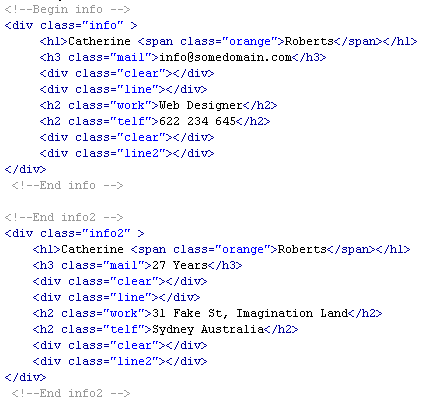 <!--Begin info -->
<div class="info" >
<h1>Catherine <span class="orange">Roberts</span></h1>
<h3 class="mail">info@somedomain.com</h3>
<div class="clear"></div>
<div class="line"></div>
<h2 class="work">Web Designer</h2>
<h2 class="telf">622 234 645</h2>
<div class="clear"></div>
<div class="line2"></div>
</div>
<!--End info -->
<!--End info2 -->
<div class="info2" >
<h1>Catherine <span class="orange">Roberts</span></h1>
<h3 class="mail">27 Years</h3>
<div class="clear"></div>
<div class="line"></div>
<h2 class="work">31 Fake St, Imagination Land</h2>
<h2 class="telf">Sydney Australia</h2>
<div class="clear"></div>
<div class="line2"></div>
</div>
<!--End info2 -->